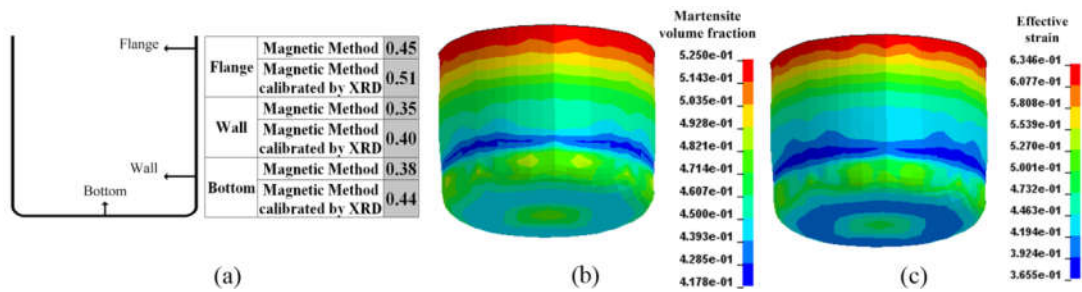 Flange
Wall
Bottom
Flange Magnetic Method 0.45
Magnetic Method calibrated by XRD 0.51
Wall Magnetic Method 0.35
Magnetic Method calibrated by XRD 0.40
Bottom Magnetic Method 0.38
Magnetic Method calibrated by XRD 0.44
(a)
Martensite
volume fraction
5.250e-01
5.143e-01
5.035e-01
4.928e-01
4.821e-01
4.714e-01
4.607e-01
4.500e-01
4.393e-01
4.285e-01
4.178e-01
(b)
Effective
strain
6.346e-01
6.077e-01
5.808e-01
5.539e-01
5.270e-01
5.001e-01
4.732e-01
4.463e-01
4.194e-01
3.924e-01
3.655e-01
(c)